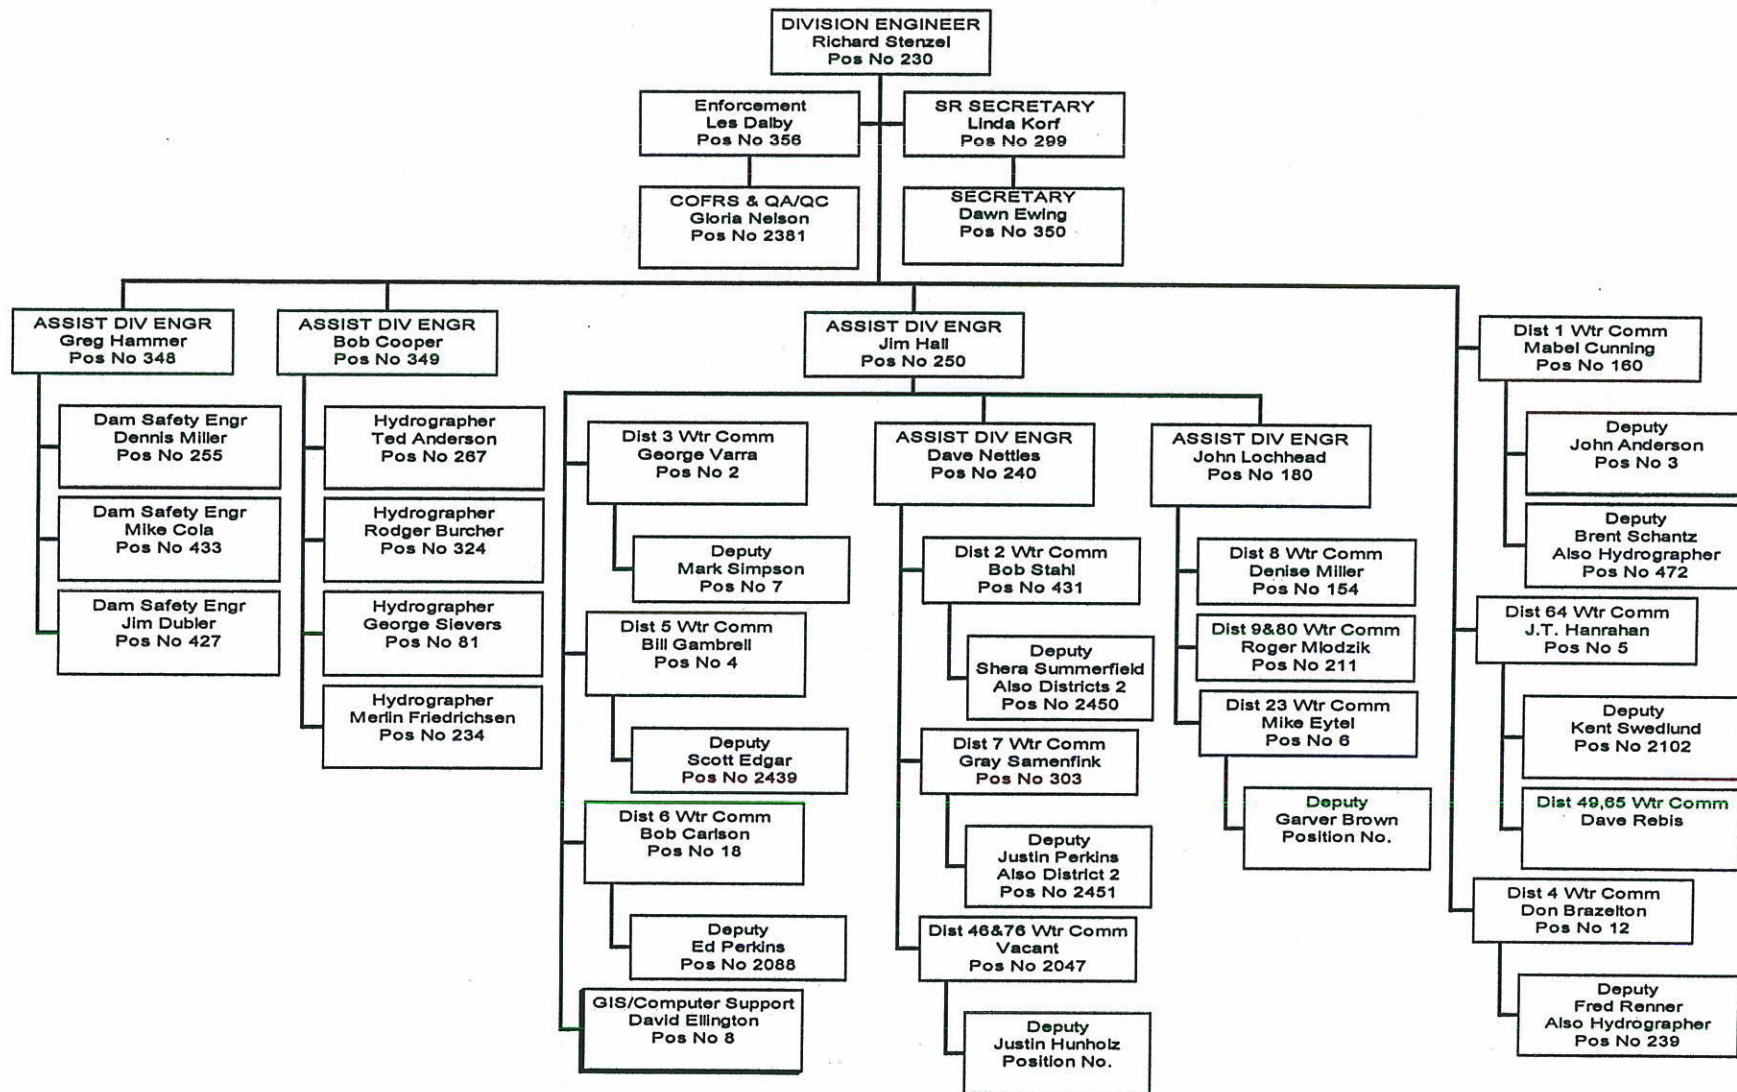 DIVISION ENGINEER
Richard Stenzel
Pos No 230
Enforcement
Les Dalby
Pos No 356
SR SECRETARY
Linda Korf
Pos No 299
COFRS & QA/QC
Gloria Nelson
Pos No 2381
SECRETARY
Dawn Ewing
Pos No 350
ASSIST DIV ENGR
Greg Hammer
Pos No 348
Dam Safety Engr
Dennis Miller
Pos No 255
Dam Safety Engr
Mike Cola
Pos No 433
Dam Safety Engr
Jim Dubler
Pos No 427
ASSIST DIV ENGR
Bob Cooper
Pos No 349
Hydrographer
Ted Anderson
Pos No 267
Hydrographer
Rodger Burcher
Pos No 324
Hydrographer
George Sievers
Pos No 81
Hydrographer
Merlin Friedrichsen
Pos No 234
ASSIST DIV ENGR
Jim Hall
Pos No 250
Dist 3 Wtr Comm
George Varra
Pos No 2
Deputy
Mark Simpson
Pos No 7
Dist 5 Wtr Comm
Bill Gambrell
Pos No 4
Deputy
Scott Edgar
Pos No 2439
Dist 6 Wtr Comm
Bob Carlson
Pos No 18
Deputy
Ed Perkins
Pos No 2088
GIS/Computer Support
David Ellington
Pos No 8
ASSIST DIV ENGR
Dave Nettles
Pos No 240
Dist 2 Wtr Comm
Bob Stahl
Pos No 431
Deputy
Shera Summerfield
Also Districts 2
Pos No 2450
Dist 7 Wtr Comm
Gray Samenfink
Pos No 303
Deputy
Justin Perkins
Also District 2
Pos No 2451
Dist 46&76 Wtr Comm
Vacant
Pos No 2047
Deputy
Justin Hunholz
Position No.
ASSIST DIV ENGR
John Lochhead
Pos No 180
Dist 8 Wtr Comm
Denise Miller
Pos No 154
Dist 9&80 Wtr Comm
Roger Mlodzik
Pos No 211
Dist 23 Wtr Comm
Mike Eytel
Pos No 6
Deputy
Garver Brown
Position No.
Dist 1 Wtr Comm
Mabel Cunning
Pos No 160
Deputy
John Anderson
Pos No 3
Deputy
Brent Schantz
Also Hydrographer
Pos No 472
Dist 64 Wtr Comm
J.T. Hanrahan
Pos No 5
Deputy
Kent Swedlund
Pos No 2102
Dist 49,65 Wtr Comm
Dave Rebis
Dist 4 Wtr Comm
Don Brazelton
Pos No 12
Deputy
Fred Renner
Also Hydrographer
Pos No 239